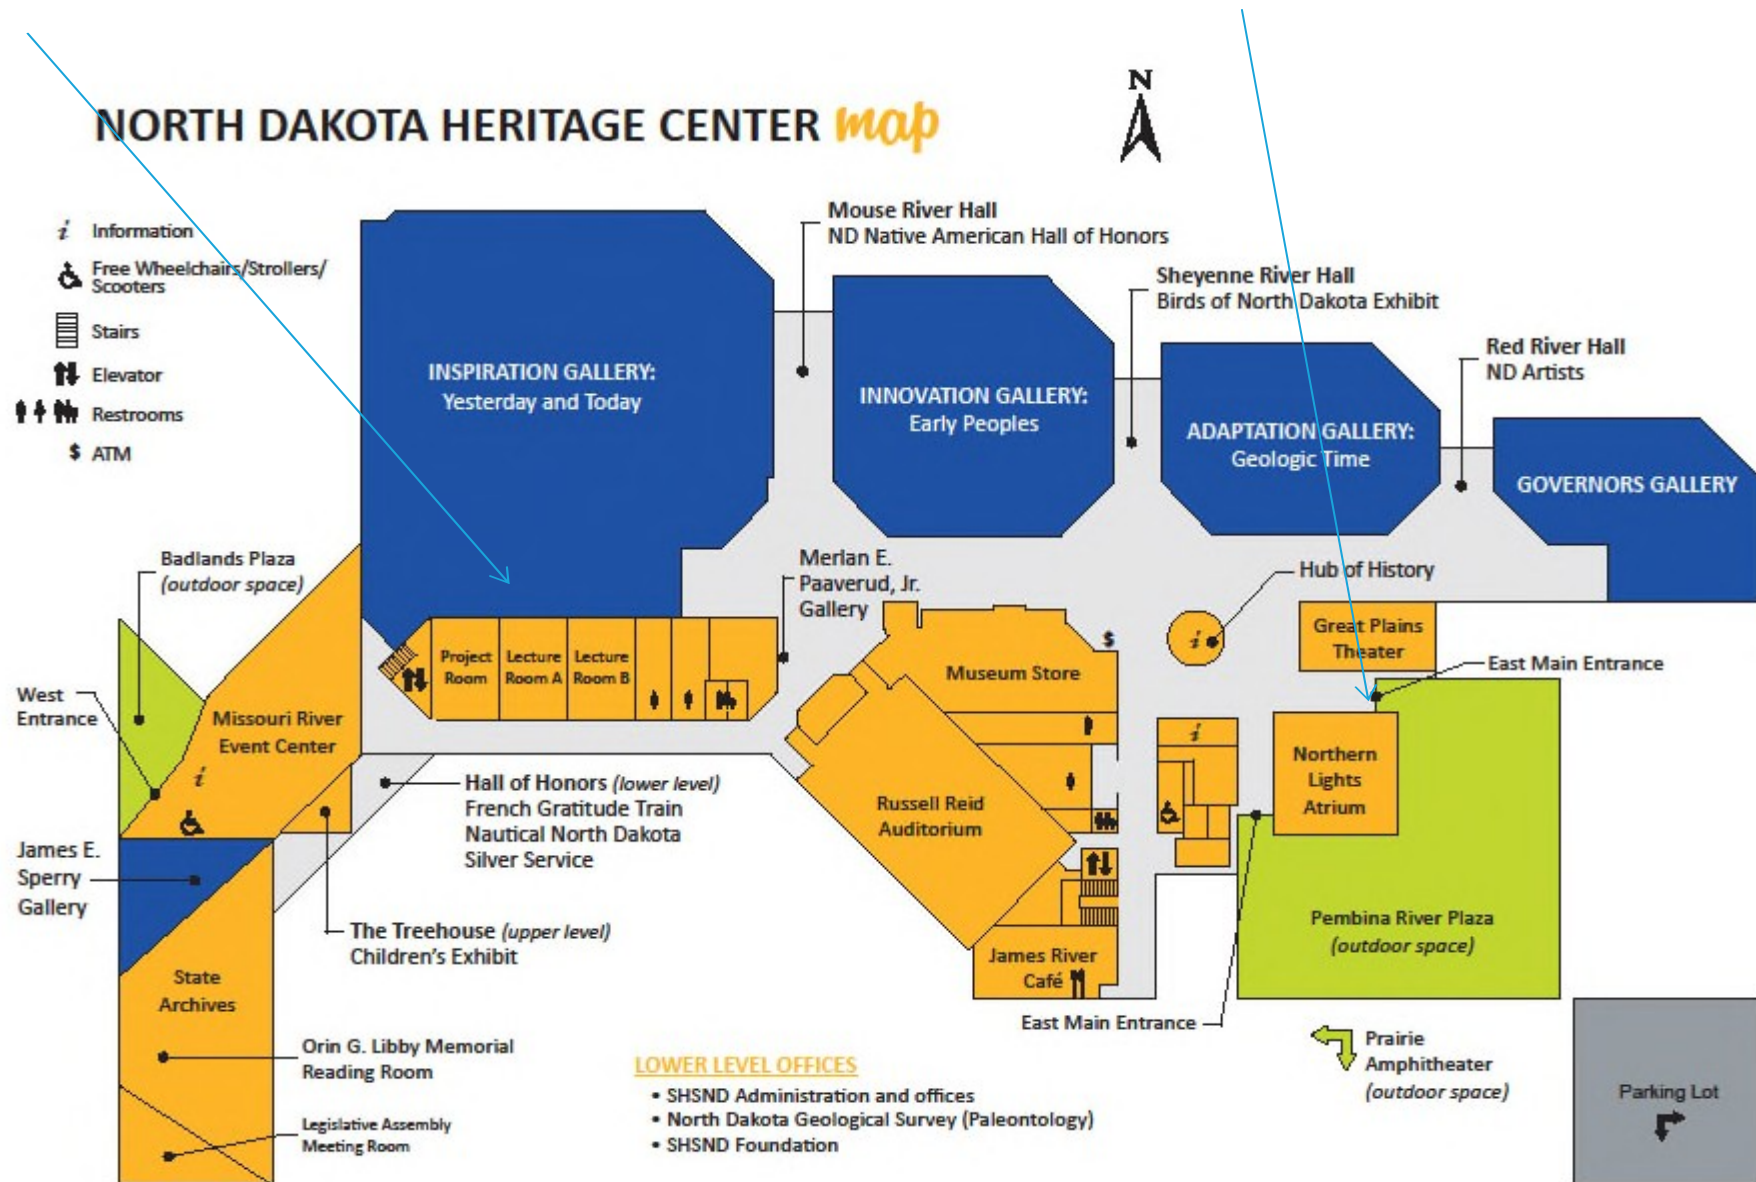 NORTH DAKOTA HERITAGE CENTER map
N
i Information
Free Wheelchairs/Strollers/
Scooters
Stairs
Elevator
Restrooms
$ ATM
Mouse River Hall
ND Native American Hall of Honors
Sheyenne River Hall
Birds of North Dakota Exhibit
Red River Hall
ND Artists
INSPIRATION GALLERY:
Yesterday and Today
INNOVATION GALLERY:
Early Peoples
ADAPTATION GALLERY:
Geologic Time
GOVERNORS GALLERY
Badlands Plaza
(outdoor space)
Merlan E.
Paaverud, Jr.
Gallery
Hub of History
i
Great Plains
Theater
East Main Entrance
Project
Room
Lecture
Room A
Lecture
Room B
Museum Store
$
West
Entrance
Missouri River
Event Center
i
i
Northern
Lights
Atrium
Hall of Honors (lower level)
French Gratitude Train
Nautical North Dakota
Silver Service
Russell Reid
Auditorium
James E.
Sperry
Gallery
The Treehouse (upper level)
Children's Exhibit
Pembina River Plaza
(outdoor space)
James River
Café
State
Archives
East Main Entrance
Orin G. Libby Memorial
Reading Room
Prairie
Amphitheater
(outdoor space)
LOWER LEVEL OFFICES
• SHSND Administration and offices
• North Dakota Geological Survey (Paleontology)
• SHSND Foundation
Legislative Assembly
Meeting Room
Parking Lot